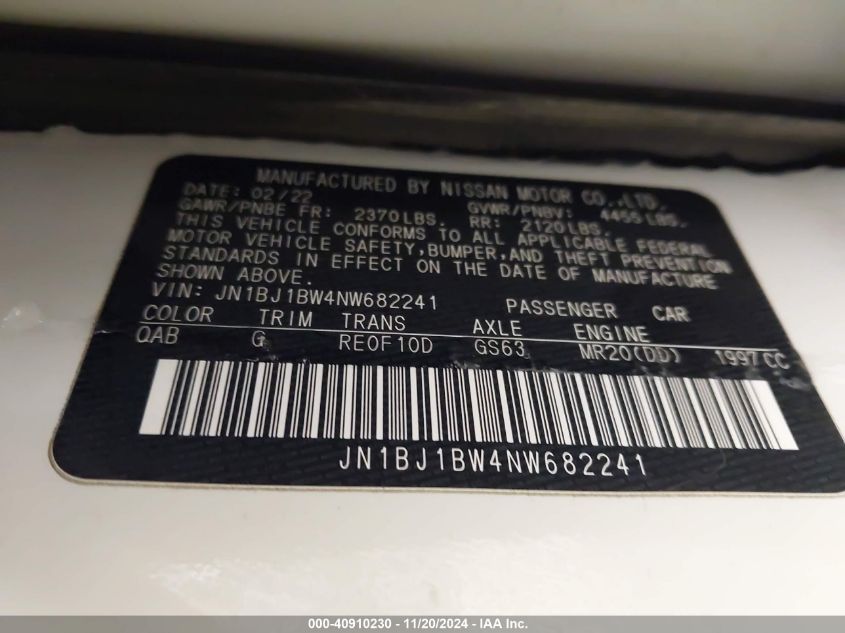 MANUFACTURED BY NISSAN MOTOR CO.,LTD.
DATE: 02/22 GVWR/PNBV: 4455 LBS.
GAWR/PNBE FR: 2370LBS. RR: 2120LBS.
THIS VEHICLE CONFORMS TO ALL APPLICABLE FEDERAL
MOTOR VEHICLE SAFETY,BUMPER,AND THEFT PREVENTION
STANDARDS IN EFFECT ON THE DATE OF MANUFACTURE
SHOWN ABOVE.
VIN: JN1BJ1BW4NW682241 PASSENGER CAR
COLOR TRIM TRANS AXLE ENGINE
QAB G RE0F10D GS63 MR20(DD) 1997CC
JN1BJ1BW4NW682241
000-40910230 - 11/20/2024 - IAA Inc.